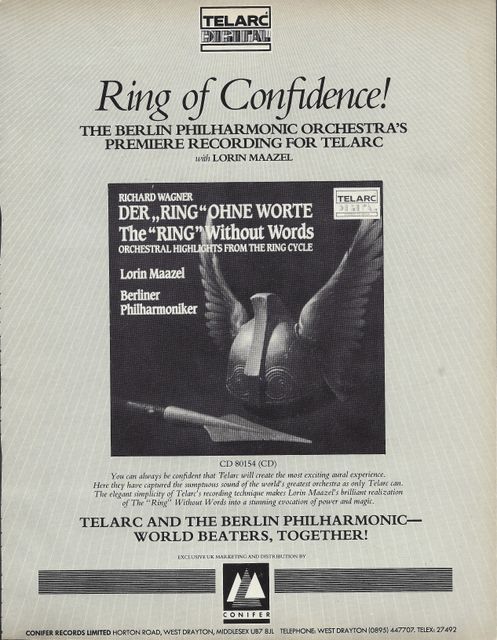 TELARC
DIGITAL
Ring of Confidence!
THE BERLIN PHILHARMONIC ORCHESTRA'S
PREMIERE RECORDING FOR TELARC
with LORIN MAAZEL
RICHARD WAGNER
DER „RING“ OHNE WORTE
The “RING” Without Words
ORCHESTRAL HIGHLIGHTS FROM THE RING CYCLE
TELARC
DIGITAL
Lorin Maazel
Berliner
Philharmoniker
CD 80154 (CD)
You can always be confident that Telarc will create the most exciting aural experience.
Here they have captured the sumptuous sound of the world's greatest orchestra as only Telarc can.
The elegant simplicity of Telarc's recording technique makes Lorin Maazel's brilliant realization
of The “Ring” Without Words into a stunning evocation of power and magic.
TELARC AND THE BERLIN PHILHARMONIC—
WORLD BEATERS, TOGETHER!
EXCLUSIVE UK MARKETING AND DISTRIBUTION BY
CONIFER
CONIFER RECORDS LIMITED HORTON ROAD, WEST DRAYTON, MIDDLESEX UB7 8JL TELEPHONE: WEST DRAYTON (0895) 447707. TELEX: 27492